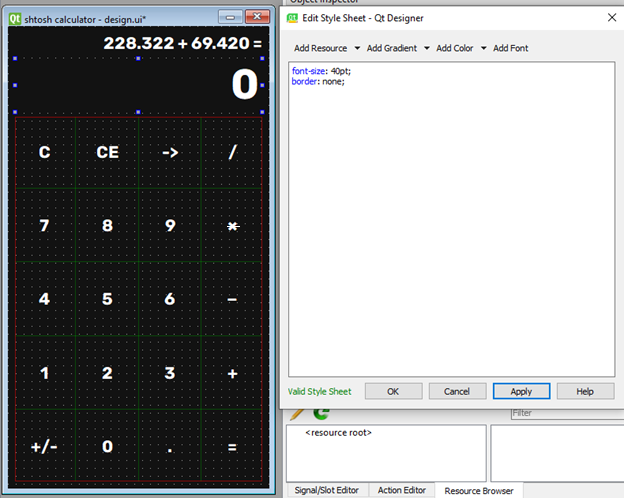 Object Inspector
Qt shtosh calculator - design.ui*
228.322 + 69.420 =
0
C CE -> /
7 8 9 *
4 5 6 −
1 2 3 +
+/- 0 . =
Edit Style Sheet - Qt Designer
Add Resource Add Gradient Add Color Add Font
font-size: 40pt;
border: none;
Valid Style Sheet OK Cancel Apply Help
Filter
<resource root>
Signal/Slot Editor Action Editor Resource Browser